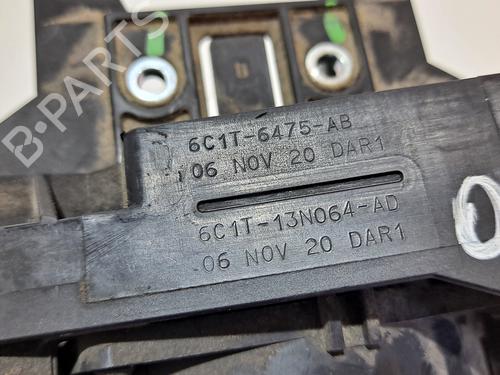 B-PARTS
6C1T-6475-AB
06 NOV 20 DAR1
6C1T-13N064-AD
06 NOV 20 DAR1